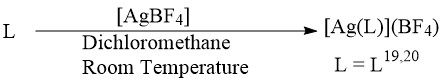 L [AgBF₄] [Ag(L)](BF₄)
Dichloromethane
Room Temperature L = L¹⁹,²⁰